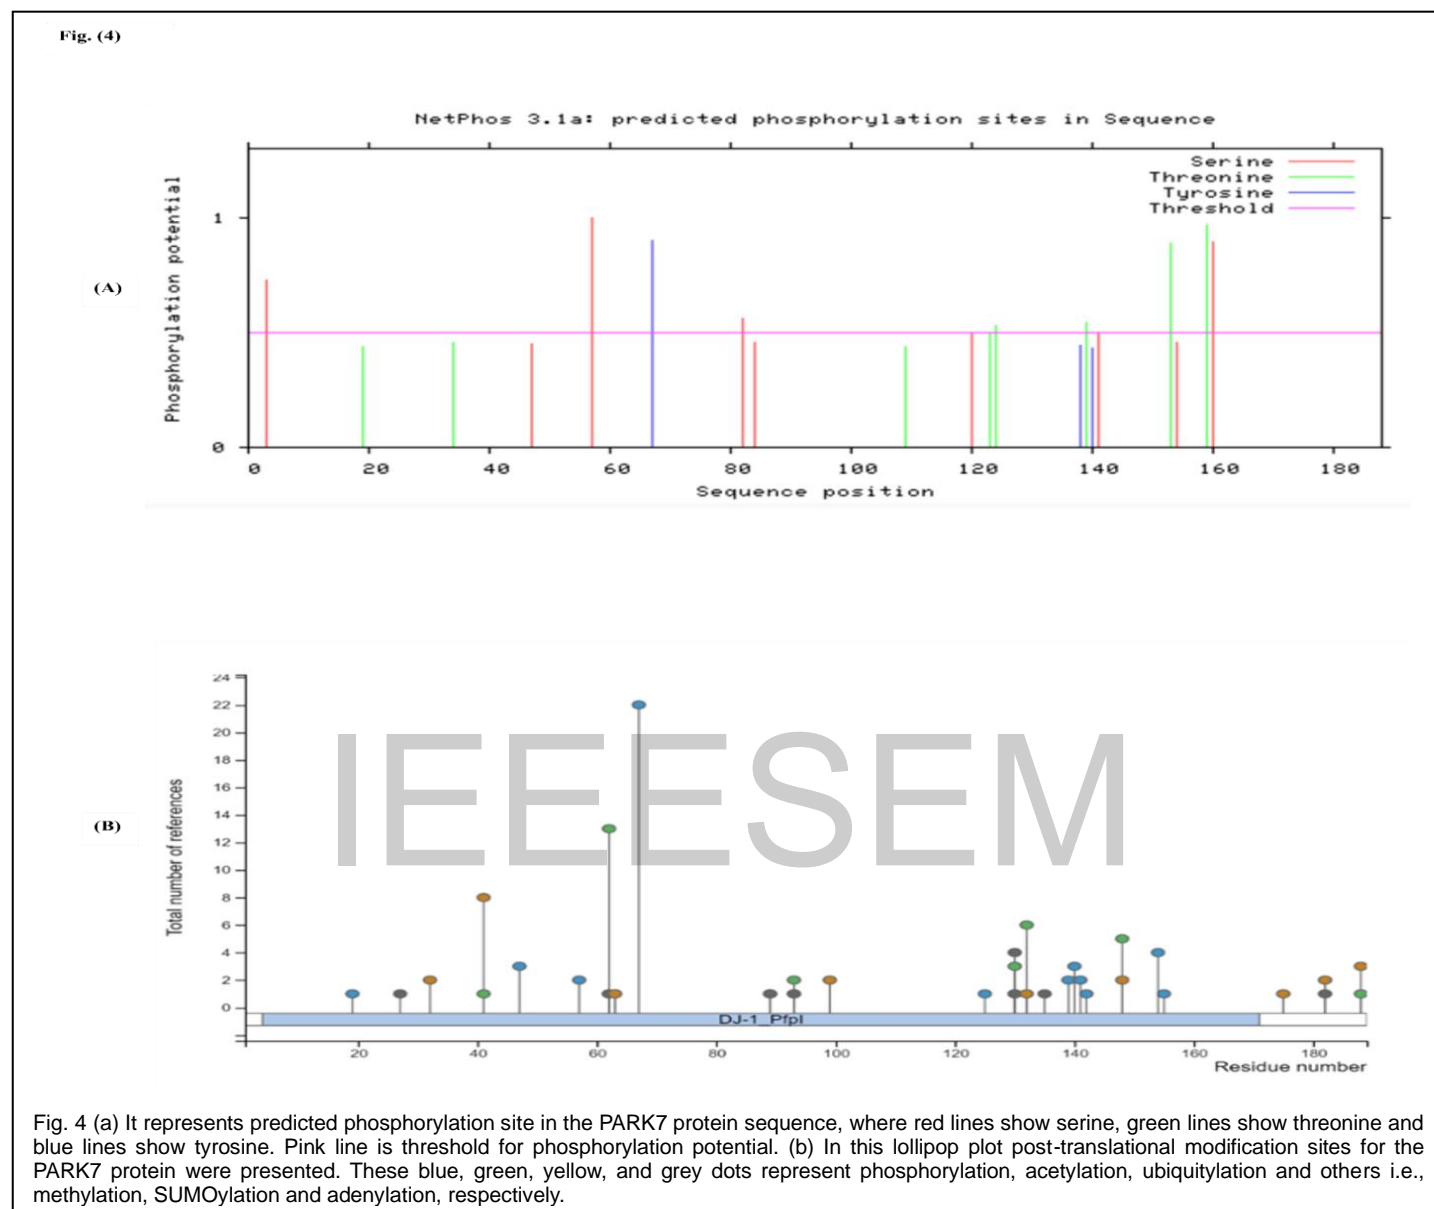 Fig. (4)
NetPhos 3.1a: predicted phosphorylation sites in Sequence
Serine
Threonine
Tyrosine
Threshold
Phosphorylation potential
1
0
(A)
0 20 40 60 80 100 120 140 160 180
Sequence position
24
22
20
18
16
14
12
10
8
6
4
2
0
Total number of references
(B)
IEEESEM
DJ-1_PfpI
20 40 60 80 100 120 140 160 180
Residue number
Fig. 4 (a) It represents predicted phosphorylation site in the PARK7 protein sequence, where red lines show serine, green lines show threonine and
blue lines show tyrosine. Pink line is threshold for phosphorylation potential. (b) In this lollipop plot post-translational modification sites for the
PARK7 protein were presented. These blue, green, yellow, and grey dots represent phosphorylation, acetylation, ubiquitylation and others i.e.,
methylation, SUMOylation and adenylation, respectively.